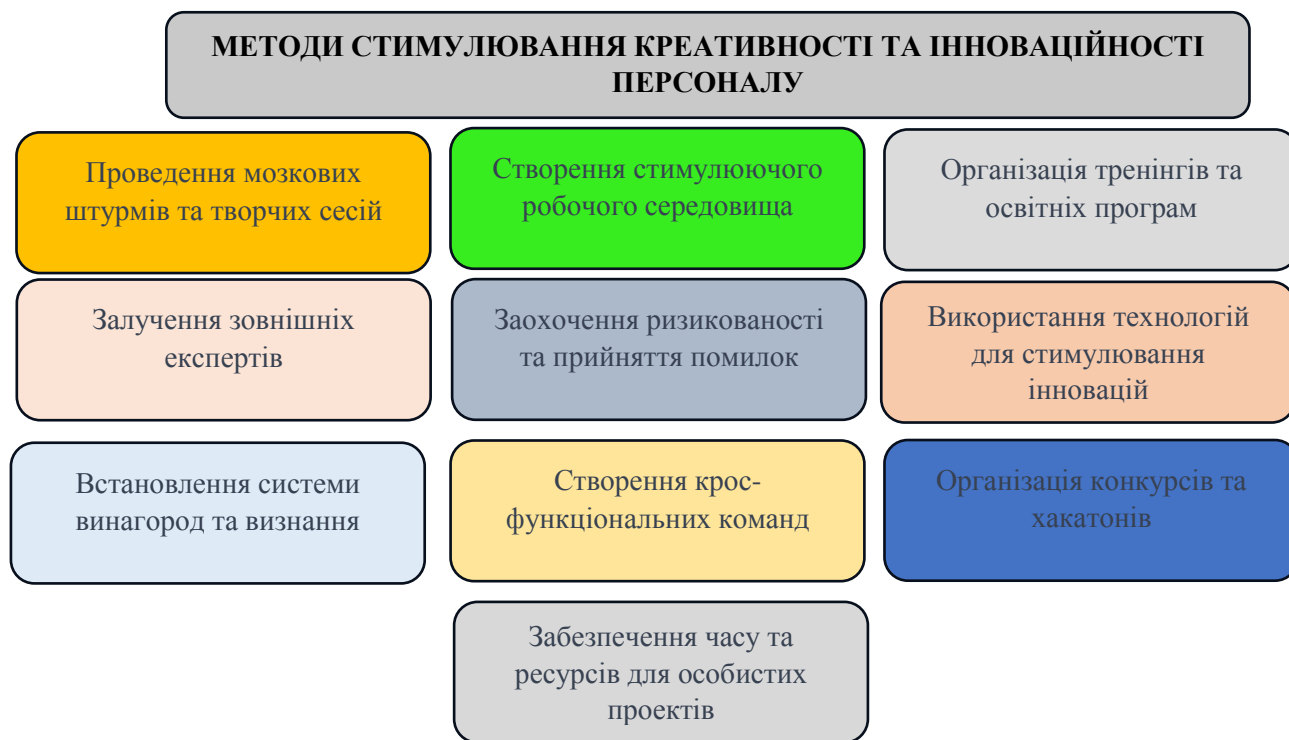 МЕТОДИ СТИМУЛЮВАННЯ КРЕАТИВНОСТІ ТА ІННОВАЦІЙНОСТІ
ПЕРСОНАЛУ
Проведення мозкових
штурмів та творчих сесій
Створення стимулюючого
робочого середовища
Організація тренінгів та
освітніх програм
Залучення зовнішніх
експертів
Заохочення ризикованості
та прийняття помилок
Використання технологій
для стимулювання
інновацій
Встановлення системи
винагород та визнання
Створення крос-
функціональних команд
Організація конкурсів та
хакатонів
Забезпечення часу та
ресурсів для особистих
проектів